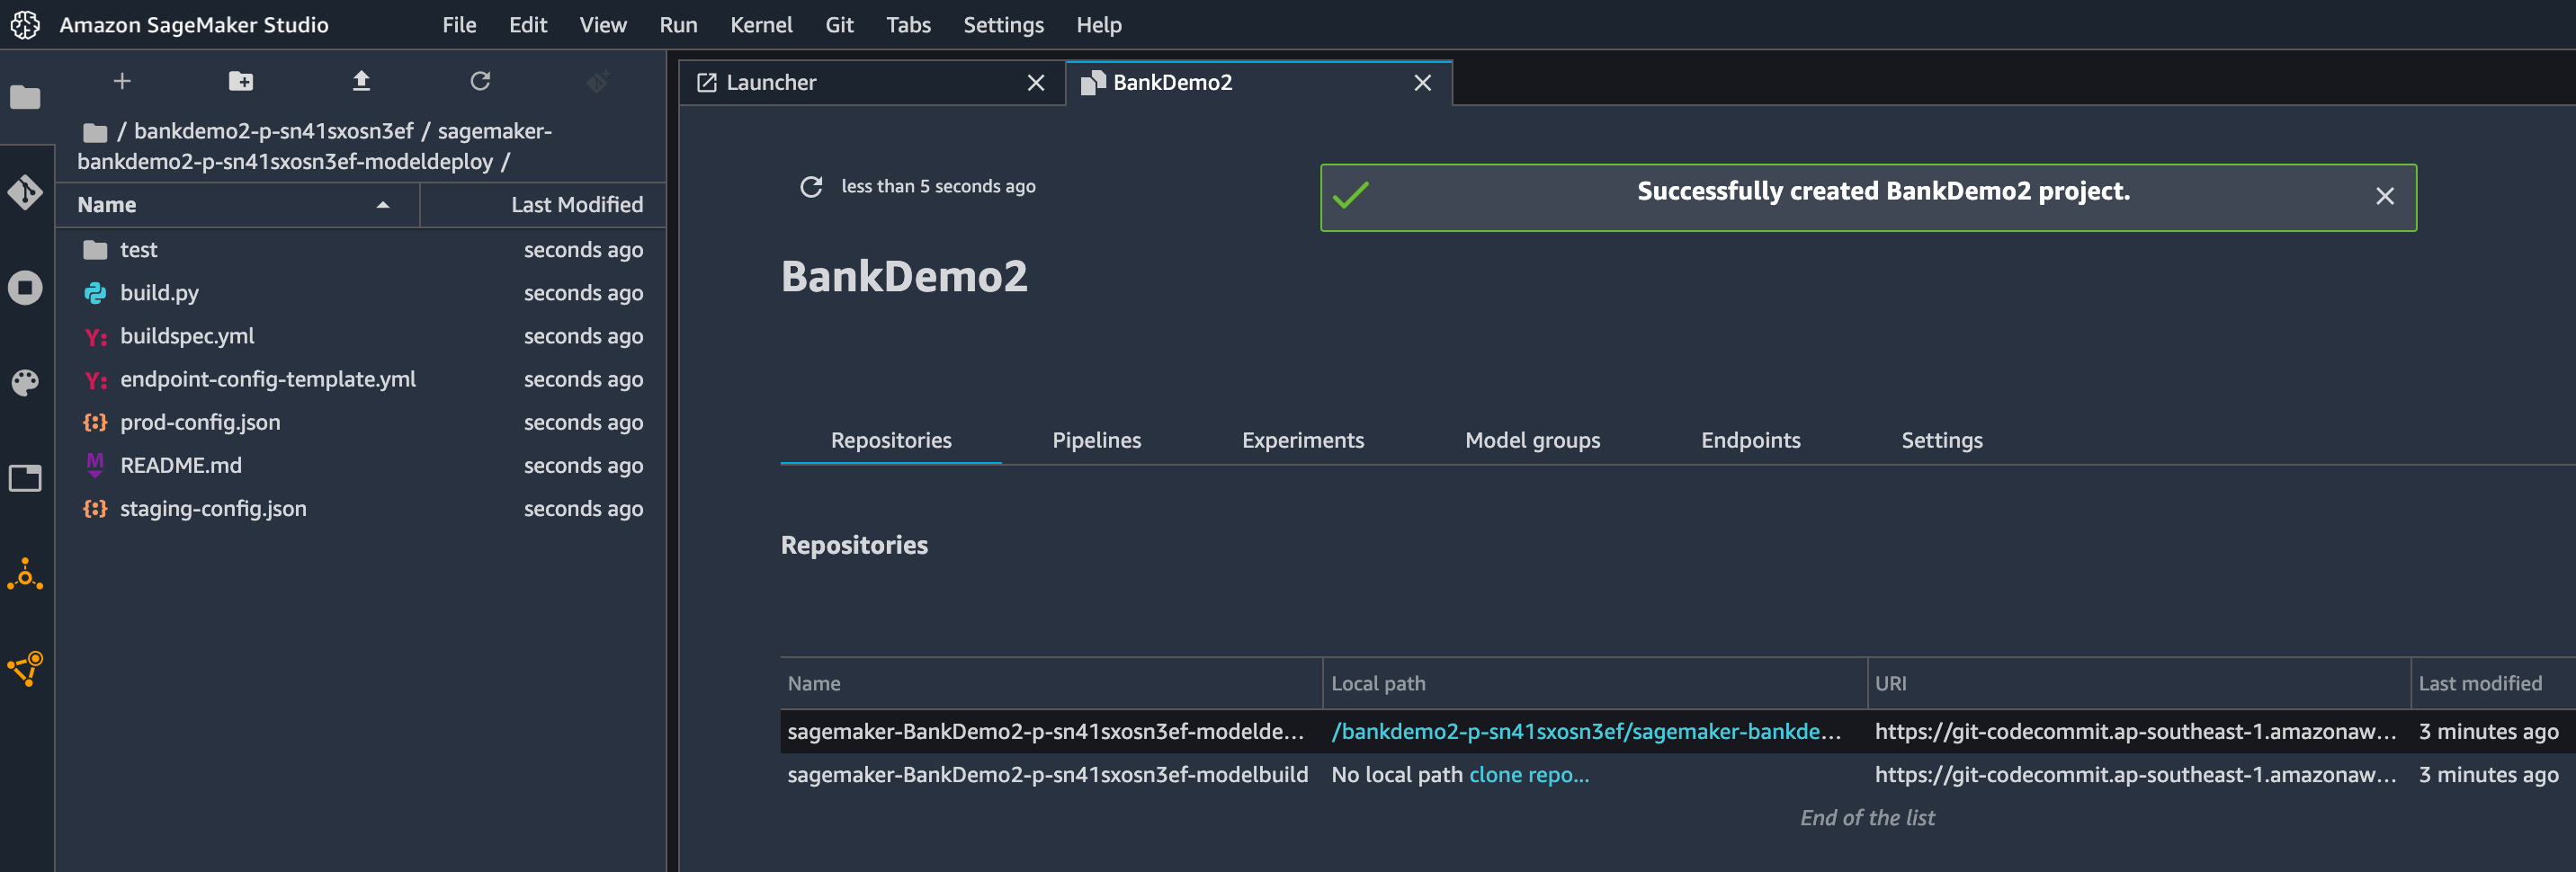 Amazon SageMaker Studio File Edit View Run Kernel Git Tabs Settings Help
/ bankdemo2-p-sn41sxosn3ef / sagemaker-
bankdemo2-p-sn41sxosn3ef-modeldeploy /
Name Last Modified
test seconds ago
build.py seconds ago
buildspec.yml seconds ago
endpoint-config-template.yml seconds ago
prod-config.json seconds ago
README.md seconds ago
staging-config.json seconds ago
Launcher BankDemo2
less than 5 seconds ago
Successfully created BankDemo2 project.
BankDemo2
Repositories Pipelines Experiments Model groups Endpoints Settings
Repositories
Name Local path URI Last modified
sagemaker-BankDemo2-p-sn41sxosn3ef-modelde... /bankdemo2-p-sn41sxosn3ef/sagemaker-bankde... https://git-codecommit.ap-southeast-1.amazonaw... 3 minutes ago
sagemaker-BankDemo2-p-sn41sxosn3ef-modelbuild No local path clone repo... https://git-codecommit.ap-southeast-1.amazonaw... 3 minutes ago
End of the list